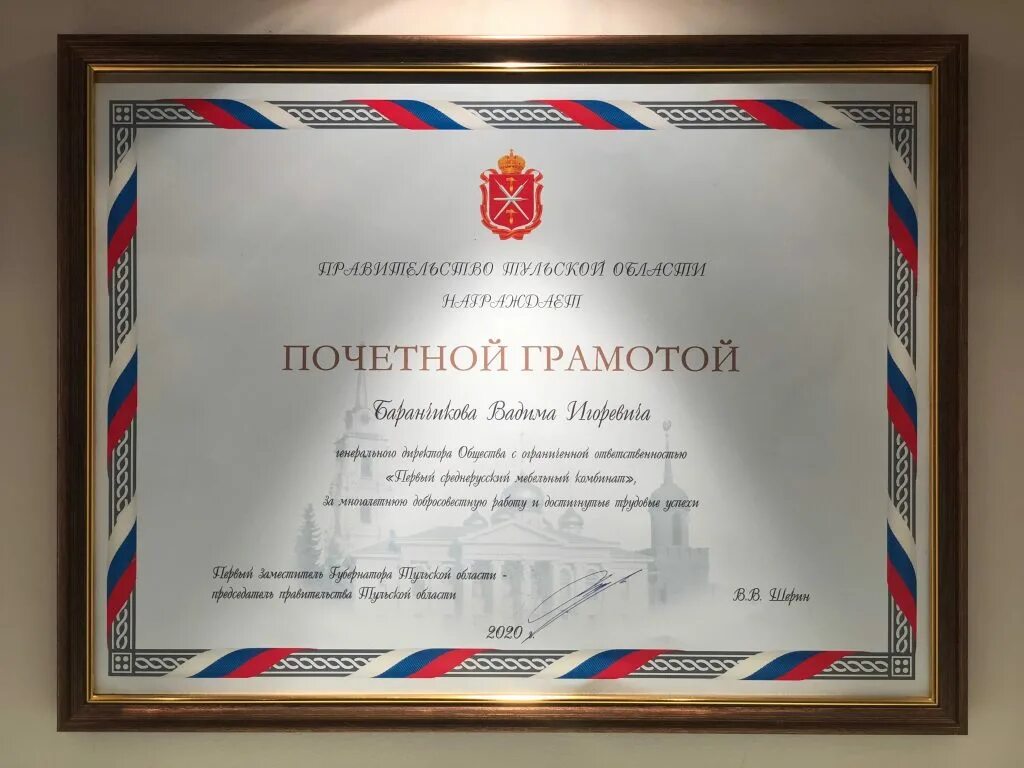 ПРАВИТЕЛЬСТВО ТУЛЬСКОЙ ОБЛАСТИ
НАГРАЖДАЕТ
ПОЧЕТНОЙ ГРАМОТОЙ
Баранчикова Вадима Игоревича
генерального директора Общества с ограниченной ответственностью
«Первый среднерусский мебельный комбинат»,
за многолетнюю добросовестную работу и достигнутые трудовые успехи
Первый Заместитель Губернатора Тульской области -
председатель правительства Тульской области
В.В. Шерин
2020 г.